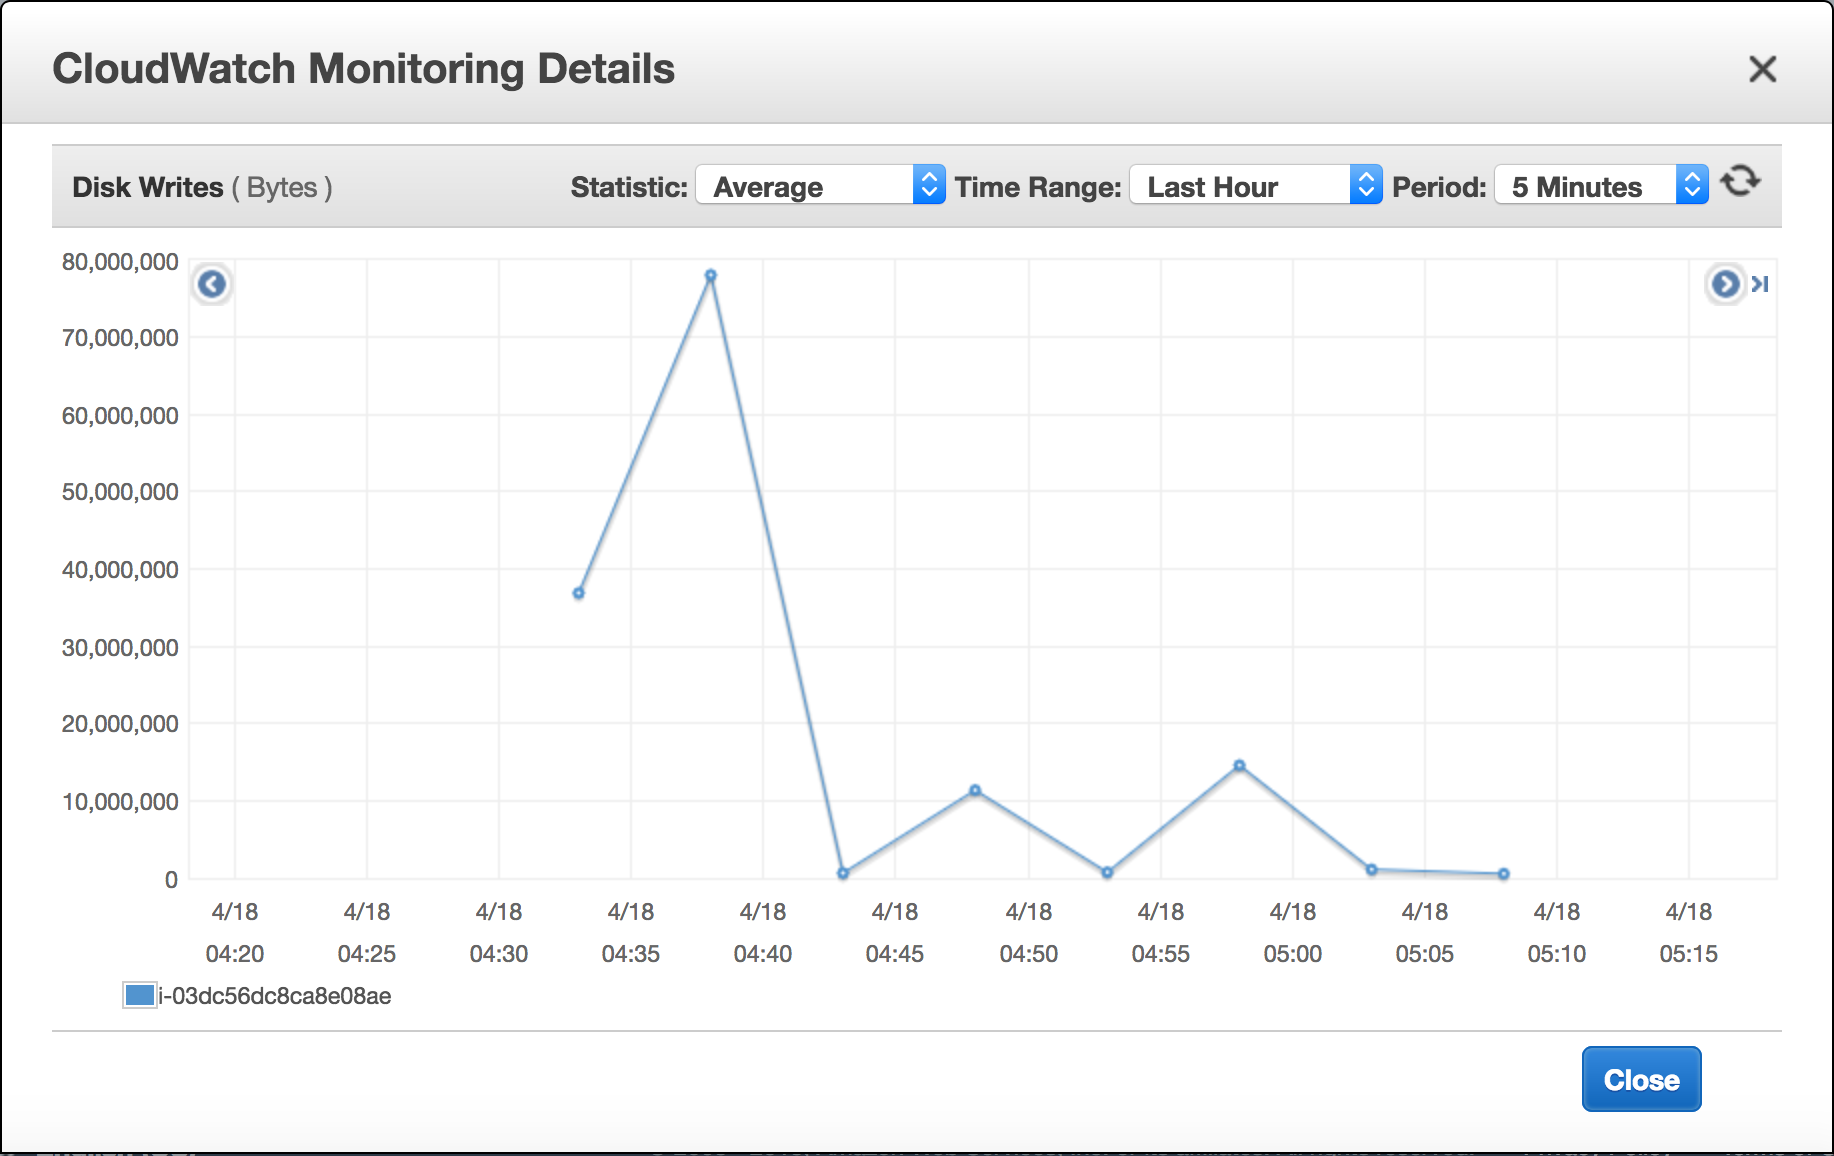 CloudWatch Monitoring Details
Disk Writes ( Bytes ) Statistic: Average Time Range: Last Hour Period: 5 Minutes
80,000,000
70,000,000
60,000,000
50,000,000
40,000,000
30,000,000
20,000,000
10,000,000
0
4/18 4/18 4/18 4/18 4/18 4/18 4/18 4/18 4/18 4/18 4/18 4/18
04:20 04:25 04:30 04:35 04:40 04:45 04:50 04:55 05:00 05:05 05:10 05:15
i-03dc56dc8ca8e08ae
Close